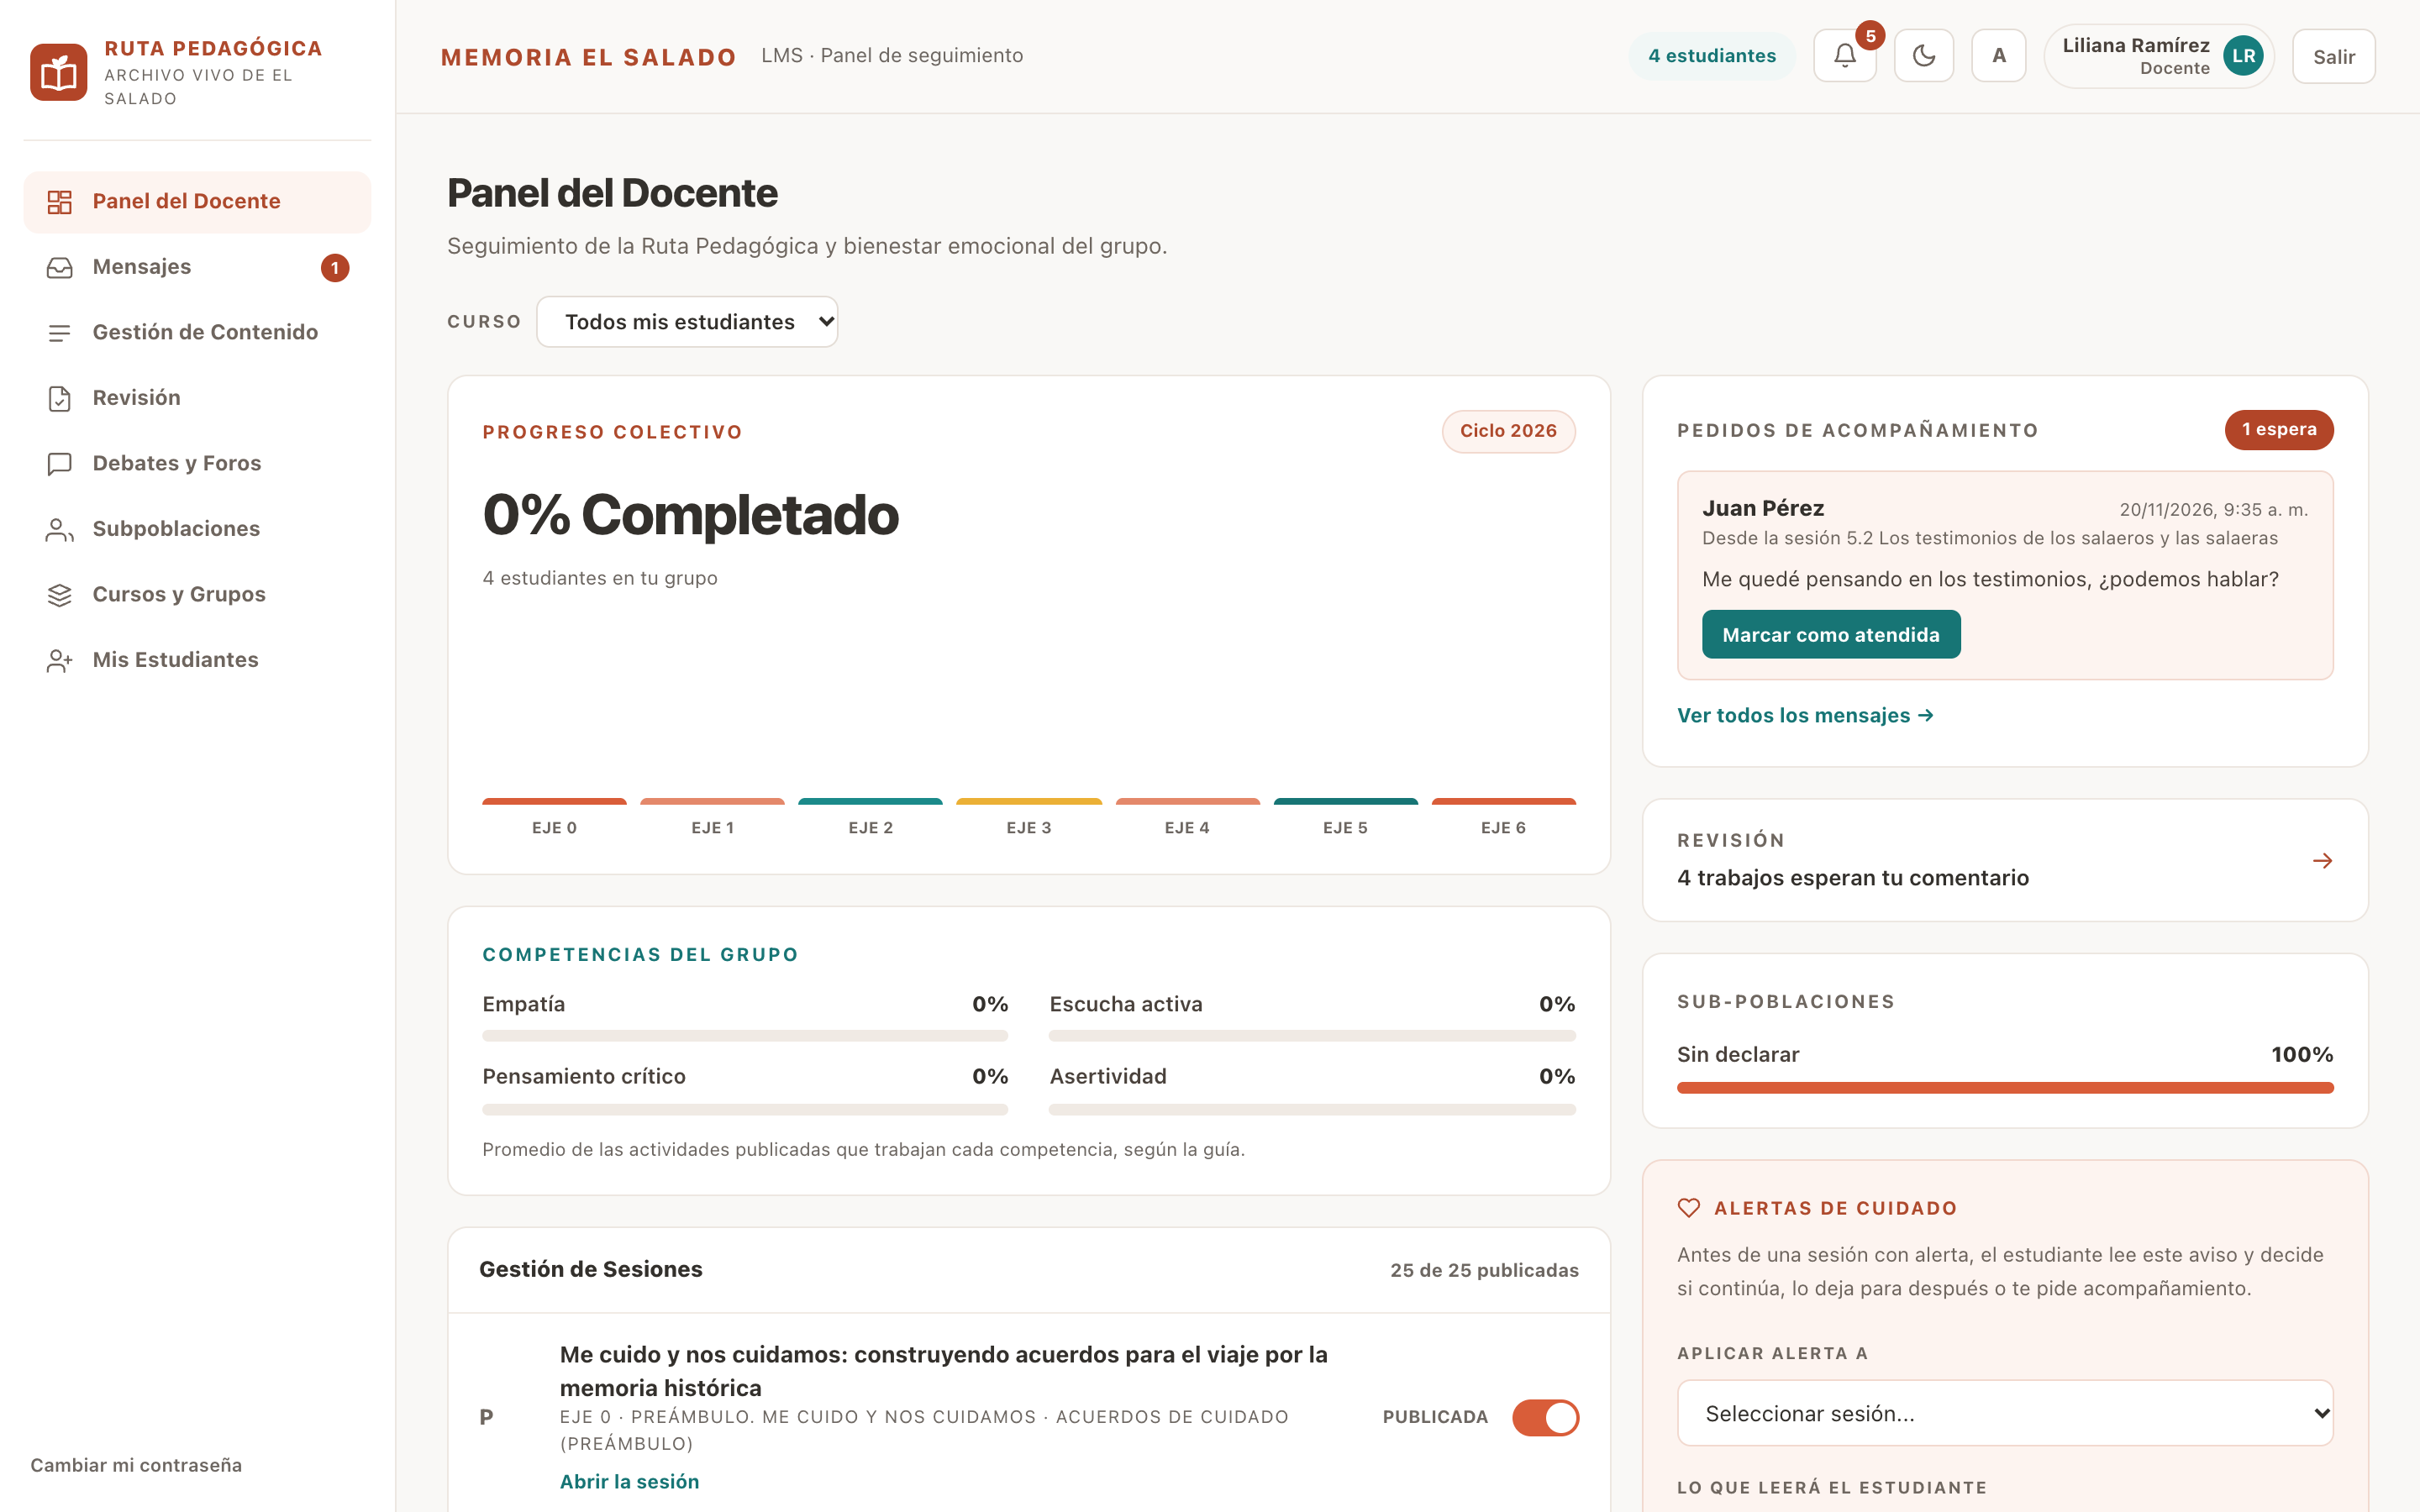 RUTA PEDAGÓGICA
ARCHIVO VIVO DE EL
SALADO
Panel del Docente
Mensajes
1
Gestión de Contenido
Revisión
Debates y Foros
Subpoblaciones
Cursos y Grupos
Mis Estudiantes
Cambiar mi contraseña
MEMORIA EL SALADO
LMS · Panel de seguimiento
4 estudiantes
5
A
Liliana Ramírez
Docente
LR
Salir
Panel del Docente
Seguimiento de la Ruta Pedagógica y bienestar emocional del grupo.
CURSO
Todos mis estudiantes
PROGRESO COLECTIVO
Ciclo 2026
0% Completado
4 estudiantes en tu grupo
EJE 0
EJE 1
EJE 2
EJE 3
EJE 4
EJE 5
EJE 6
COMPETENCIAS DEL GRUPO
Empatía 0%
Escucha activa 0%
Pensamiento crítico 0%
Asertividad 0%
Promedio de las actividades publicadas que trabajan cada competencia, según la guía.
Gestión de Sesiones
25 de 25 publicadas
P
Me cuido y nos cuidamos: construyendo acuerdos para el viaje por la
memoria histórica
EJE 0 · PREÁMBULO. ME CUIDO Y NOS CUIDAMOS · ACUERDOS DE CUIDADO
(PREÁMBULO)
Abrir la sesión
PUBLICADA
PEDIDOS DE ACOMPAÑAMIENTO
1 espera
Juan Pérez
20/11/2026, 9:35 a. m.
Desde la sesión 5.2 Los testimonios de los salaeros y las salaeras
Me quedé pensando en los testimonios, ¿podemos hablar?
Marcar como atendida
Ver todos los mensajes →
REVISIÓN
4 trabajos esperan tu comentario
→
SUB-POBLACIONES
Sin declarar 100%
ALERTAS DE CUIDADO
Antes de una sesión con alerta, el estudiante lee este aviso y decide
si continúa, lo deja para después o te pide acompañamiento.
APLICAR ALERTA A
Seleccionar sesión...
LO QUE LEERÁ EL ESTUDIANTE